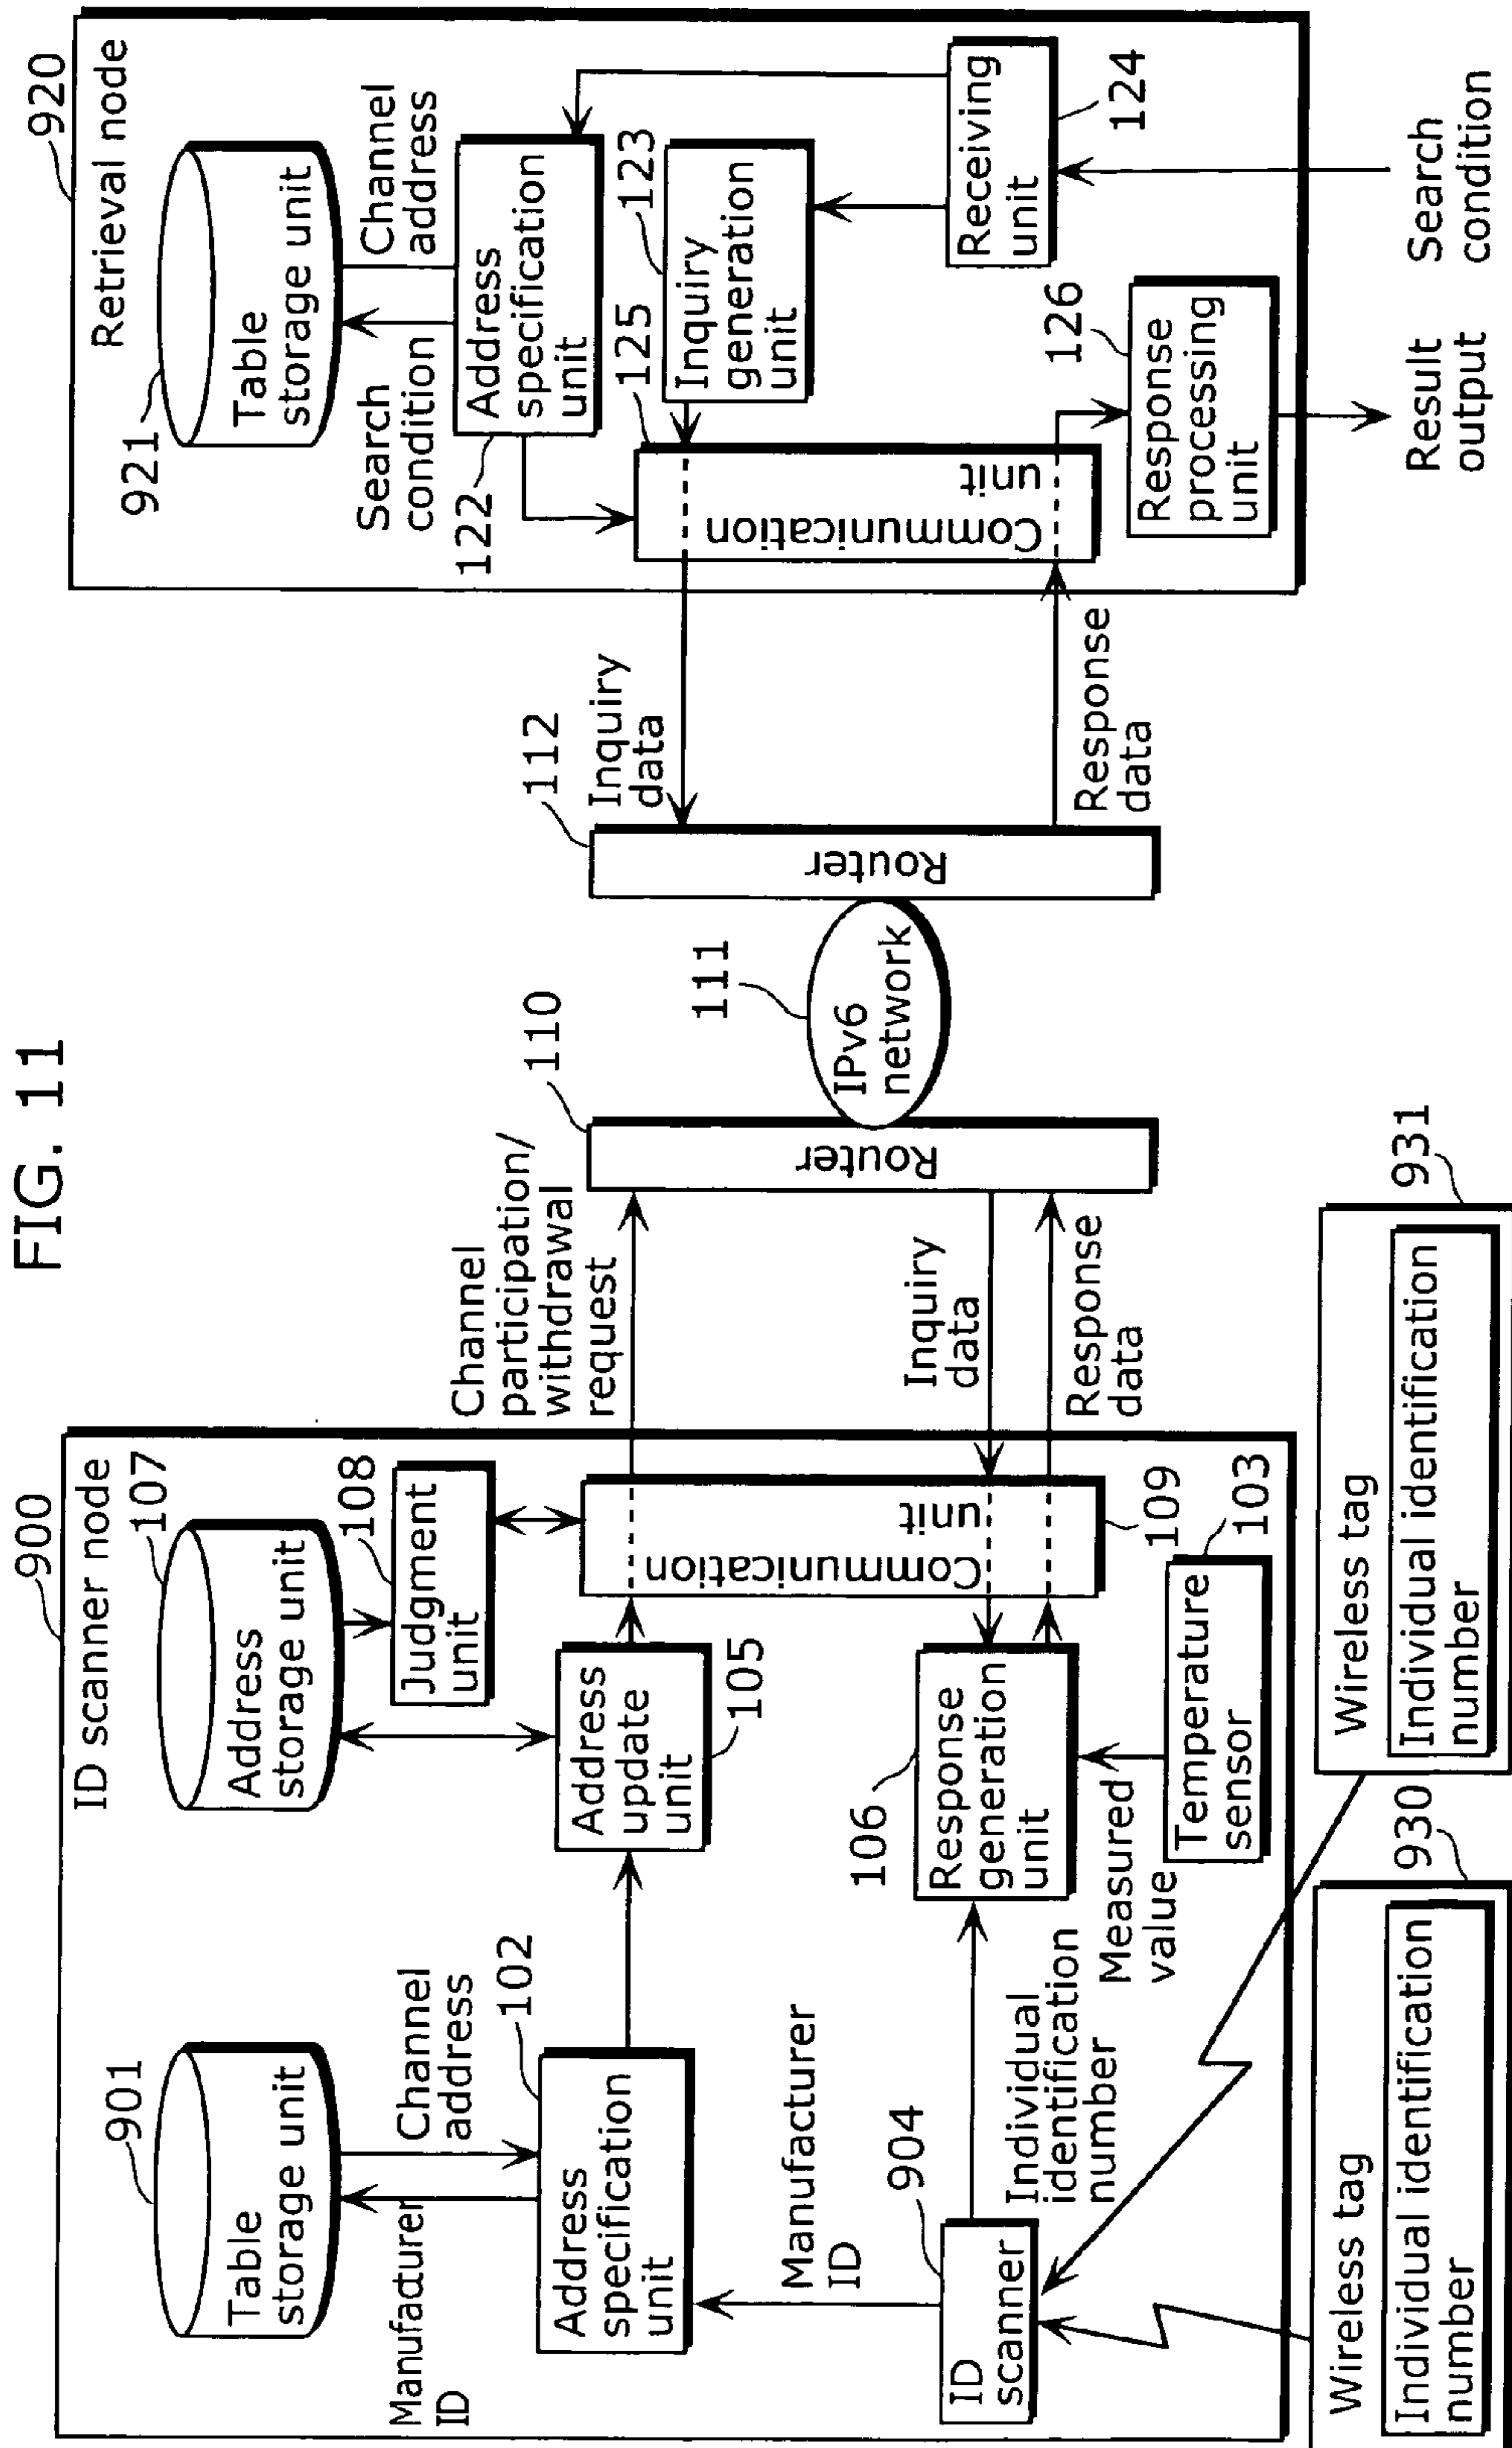 FIG. 11
900
ID scanner node
901
Table
storage unit
Manufacturer
ID
Channel
address
102
Address
specification
unit
107
Address
storage unit
108
Judgment
unit
Address
update
unit
105
Communication
unit
109
Manufacturer
ID
904
ID
scanner
Individual
identification
number
106
Response
generation
unit
Measured
value
Temperature
sensor
103
Wireless tag
930
Individual identification
number
Wireless tag
931
Individual identification
number
Channel
participation/
withdrawal
request
Inquiry
data
Response
data
110
Router
111
IPv6
network
112
Router
Inquiry
data
Response
data
920
Retrieval node
921
Table
storage unit
Search
condition
Channel
address
122
Address
specification
unit
123
Inquiry
generation
unit
125
Communication
unit
Receiving
unit
124
126
Response
processing
unit
Result
output
Search
condition